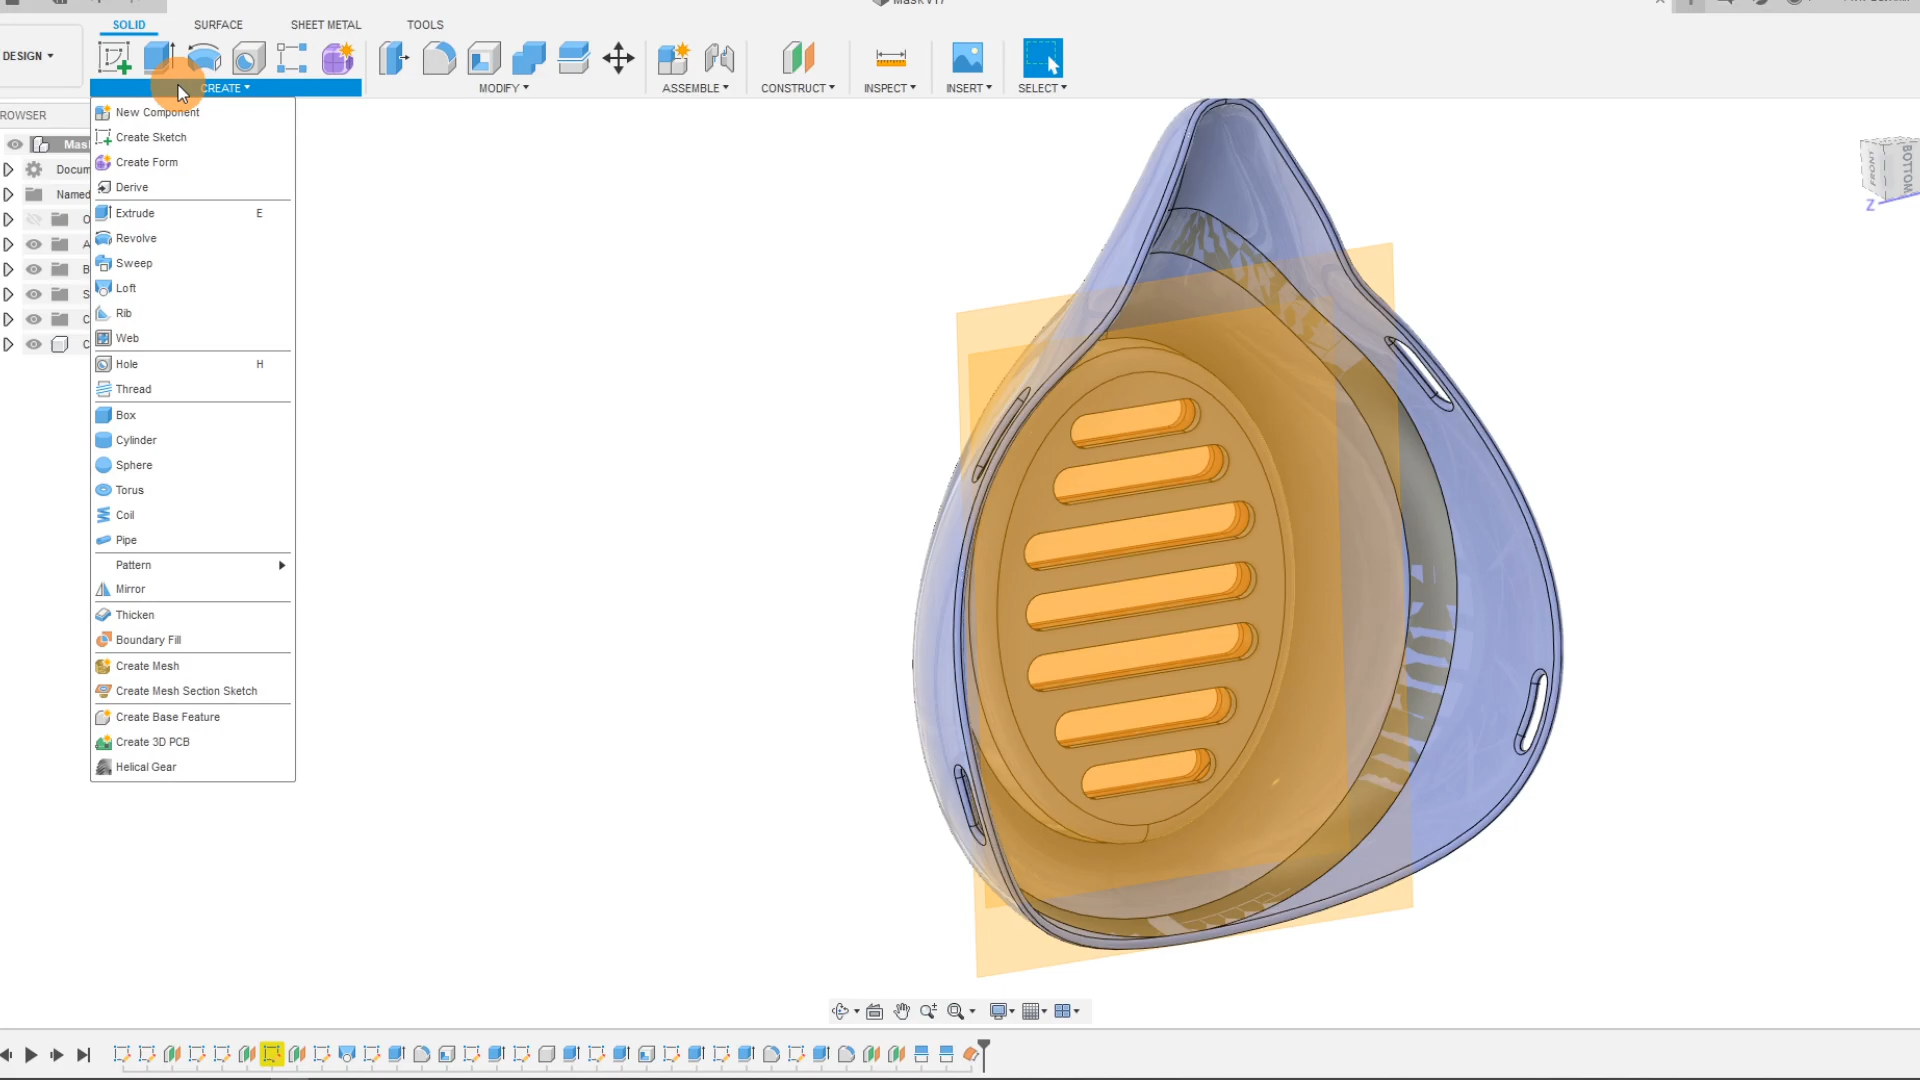 SOLID SURFACE SHEET METAL TOOLS
DESIGN
CREATE MODIFY ASSEMBLE CONSTRUCT INSPECT INSERT SELECT
New Component
ROWSER
Create Sketch
Mas
Create Form
Docum
Derive
Named
Extrude E
O
Revolve
A
Sweep
B
Loft
S
Rib
C
Web
C
Hole H
Thread
Box
Cylinder
Sphere
Torus
Coil
Pipe
Pattern
Mirror
Thicken
Boundary Fill
Create Mesh
Create Mesh Section Sketch
Create Base Feature
Create 3D PCB
Helical Gear
FRONT
BOTTOM
Z